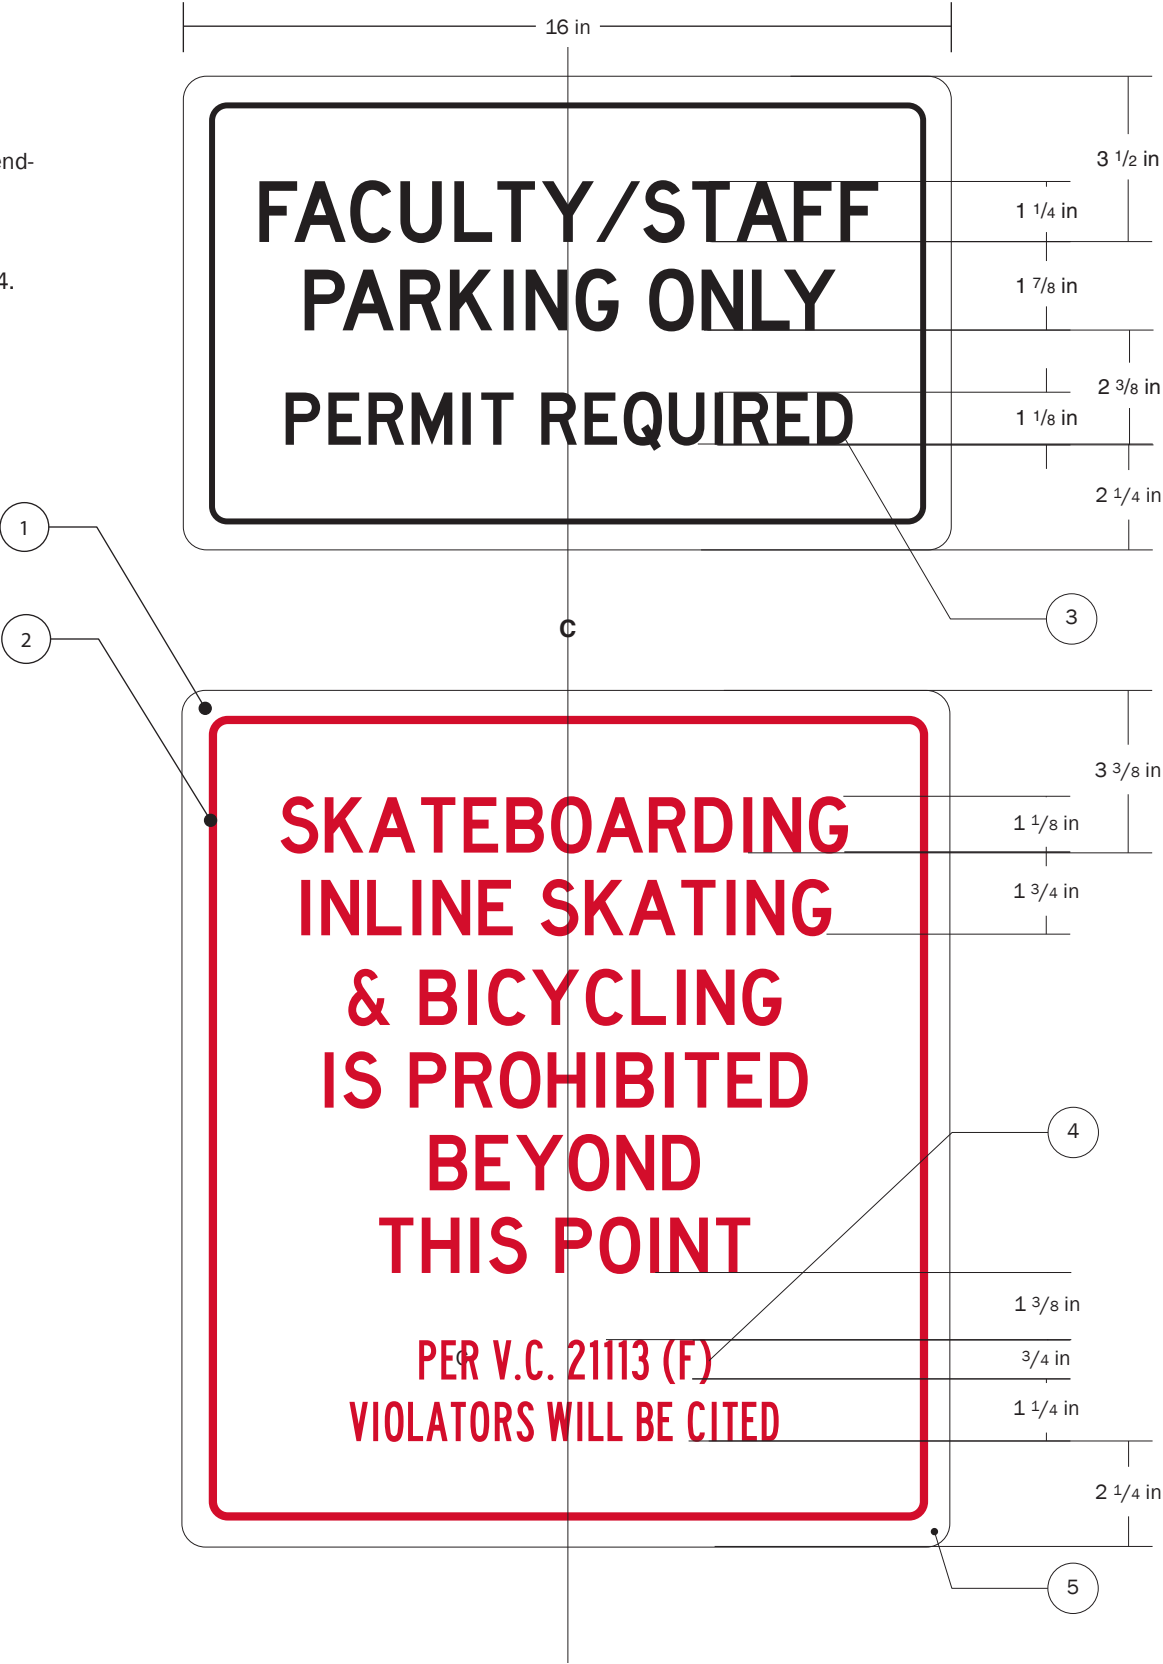 16 in
end-
4.
FACULTY/STAFF
PARKING ONLY
PERMIT REQUIRED
3 1/2 in
1 1/4 in
1 7/8 in
2 3/8 in
1 1/8 in
2 1/4 in
1
2
3
C
SKATEBOARDING
INLINE SKATING
& BICYCLING
IS PROHIBITED
BEYOND
THIS POINT
PER V.C. 21113 (F)
VIOLATORS WILL BE CITED
C
3 3/8 in
1 1/8 in
1 3/4 in
4
1 3/8 in
3/4 in
1 1/4 in
2 1/4 in
5